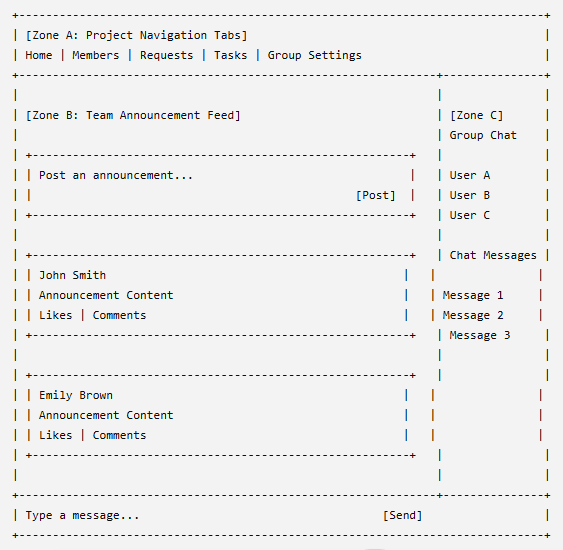 [Zone A: Project Navigation Tabs]
Home | Members | Requests | Tasks | Group Settings
[Zone B: Team Announcement Feed]
Post an announcement...
[Post]
John Smith
Announcement Content
Likes | Comments
Emily Brown
Announcement Content
Likes | Comments
[Zone C]
Group Chat
User A
User B
User C
Chat Messages
Message 1
Message 2
Message 3
Type a message... [Send]